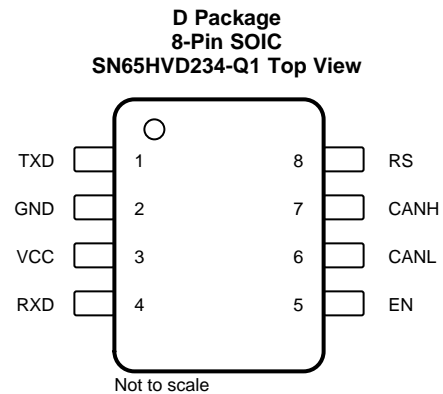 D Package
8-Pin SOIC
SN65HVD234-Q1 Top View
TXD 1 8 RS
GND 2 7 CANH
VCC 3 6 CANL
RXD 4 5 EN
Not to scale